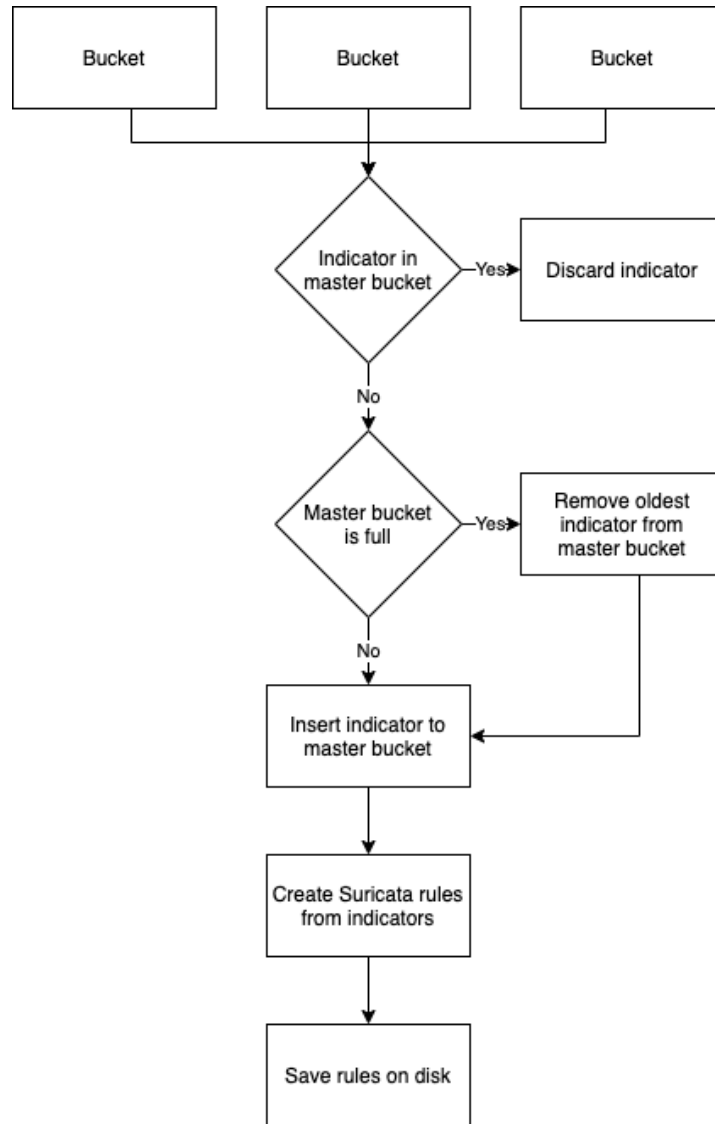 Bucket
Bucket
Bucket
Indicator in
master bucket
Yes
Discard indicator
No
Master bucket
is full
Yes
Remove oldest
indicator from
master bucket
No
Insert indicator to
master bucket
Create Suricata rules
from indicators
Save rules on disk